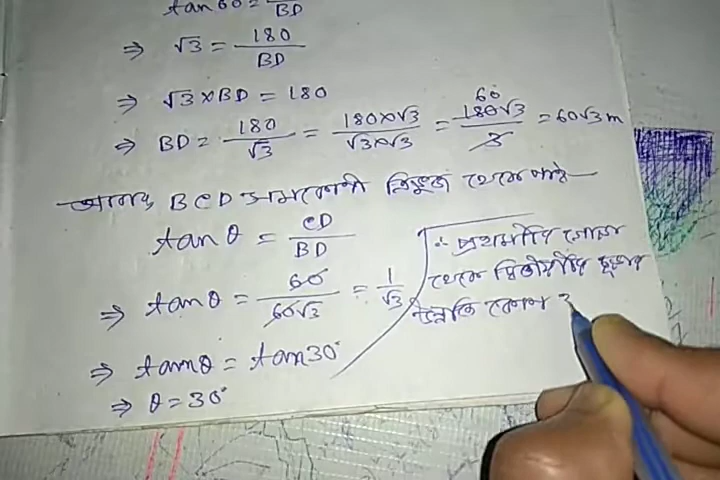 tan 60 = /BD
⇒ √3 = 180/BD
⇒ √3 × BD = 180
⇒ BD = 180/√3 = 180×√3/√3×√3 = 60 180√3/3 = 60√3 m
আবার, BCD সমকোণী ত্রিভুজ থেকে পাই—
tan θ = CD/BD
⇒ tan θ = 60/60√3 = 1/√3
⇒ tan θ = tan 30°
⇒ θ = 30°
∴ প্রথমটির গোড়া
থেকে দ্বিতীয়টির চূড়ার
উন্নতি কোণ